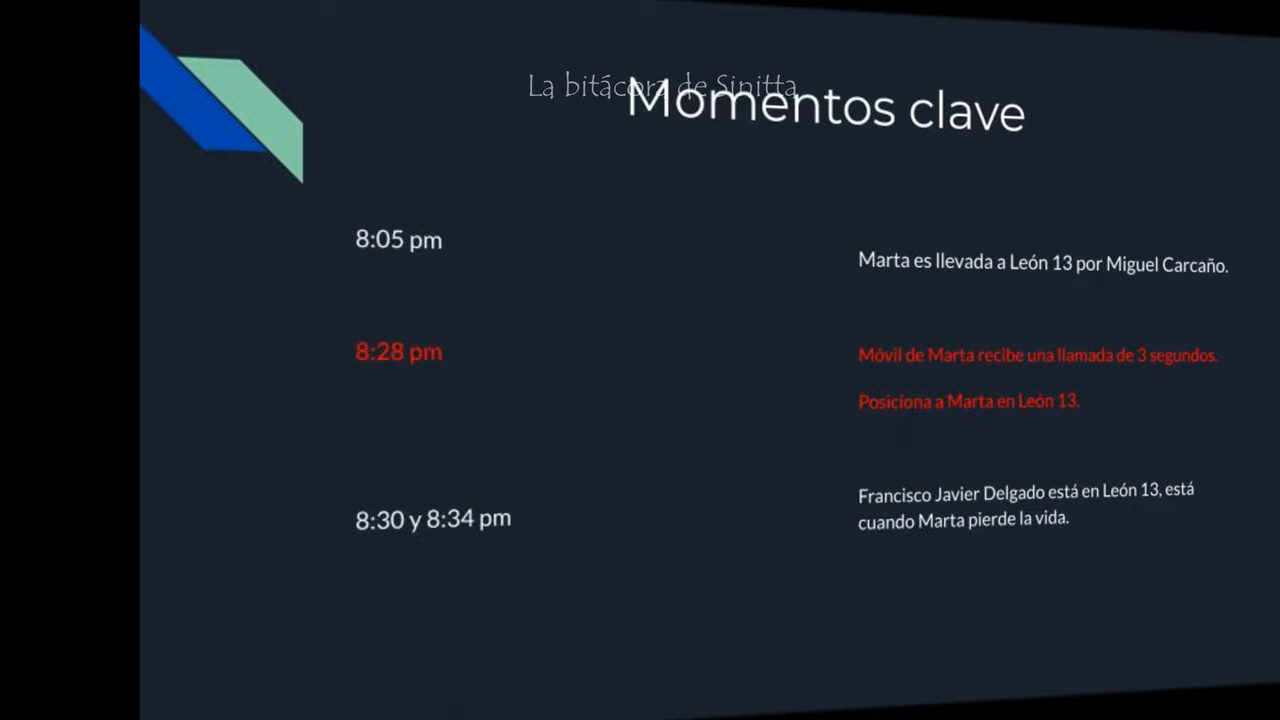 La bitácora de Sinitta
Momentos clave
8:05 pm
Marta es llevada a León 13 por Miguel Carcaño.
8:28 pm
Móvil de Marta recibe una llamada de 3 segundos.
Posiciona a Marta en León 13.
8:30 y 8:34 pm
Francisco Javier Delgado está en León 13, está
cuando Marta pierde la vida.